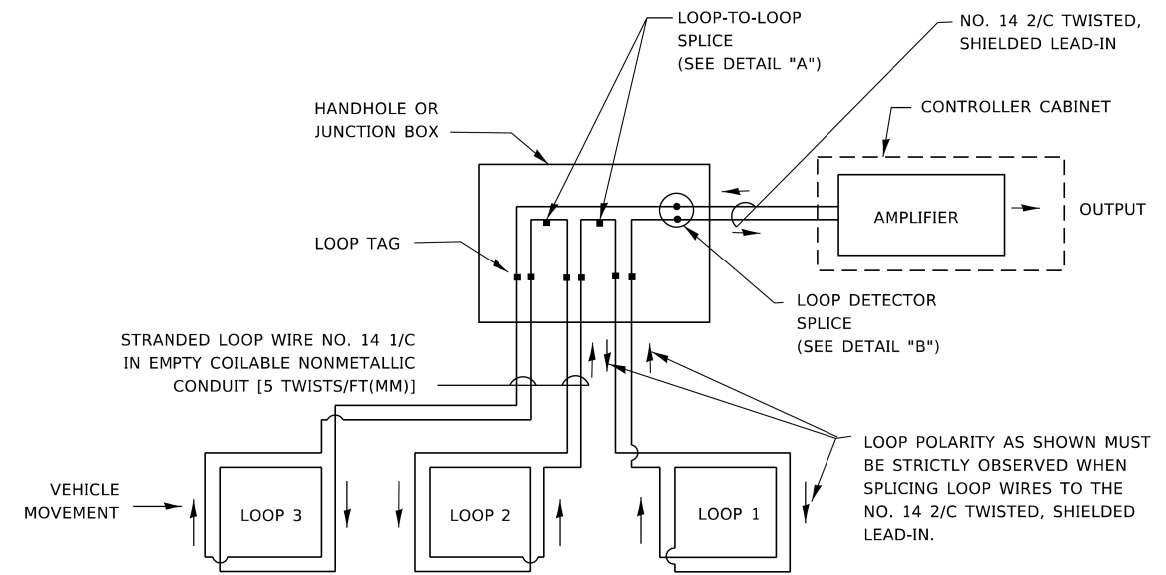 LOOP-TO-LOOP
SPLICE
(SEE DETAIL "A")
NO. 14 2/C TWISTED,
SHIELDED LEAD-IN
HANDHOLE OR
JUNCTION BOX
CONTROLLER CABINET
AMPLIFIER
OUTPUT
LOOP TAG
LOOP DETECTOR
SPLICE
(SEE DETAIL "B")
STRANDED LOOP WIRE NO. 14 1/C
IN EMPTY COILABLE NONMETALLIC
CONDUIT [5 TWISTS/FT(MM)]
LOOP POLARITY AS SHOWN MUST
BE STRICTLY OBSERVED WHEN
SPLICING LOOP WIRES TO THE
NO. 14 2/C TWISTED, SHIELDED
LEAD-IN.
VEHICLE
MOVEMENT
LOOP 3
LOOP 2
LOOP 1